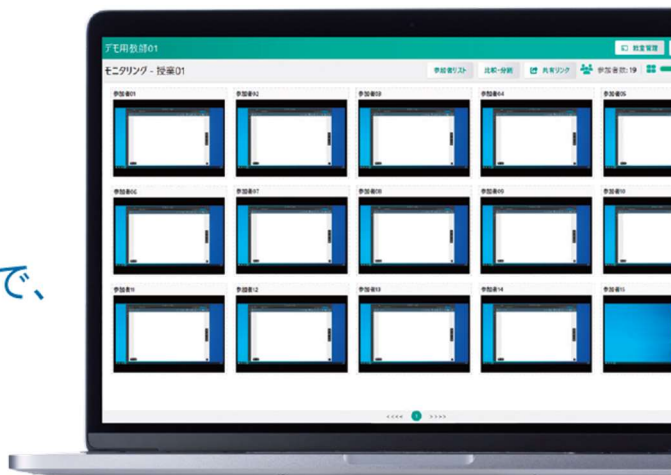 デモ用教師01
教室管理
モニタリング - 授業01
参加者リスト 比較・分割 共有リンク 参加者数: 19
参加者01 参加者02 参加者03 参加者04 参加者05
参加者06 参加者07 参加者08 参加者09 参加者10
で、
参加者11 参加者12 参加者13 参加者14 参加者15
<<<< 1 >>>>